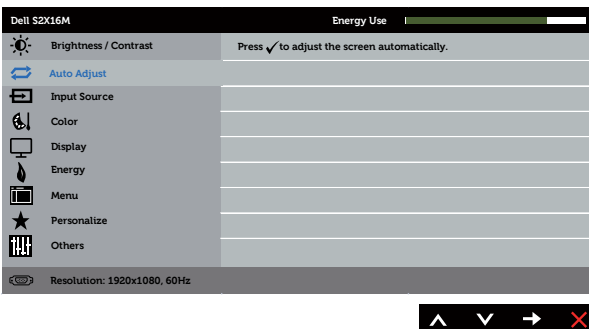 Dell S2X16M
Energy Use
Brightness / Contrast
Press ✓ to adjust the screen automatically.
Auto Adjust
Input Source
Color
Display
Energy
Menu
Personalize
Others
Resolution: 1920x1080, 60Hz